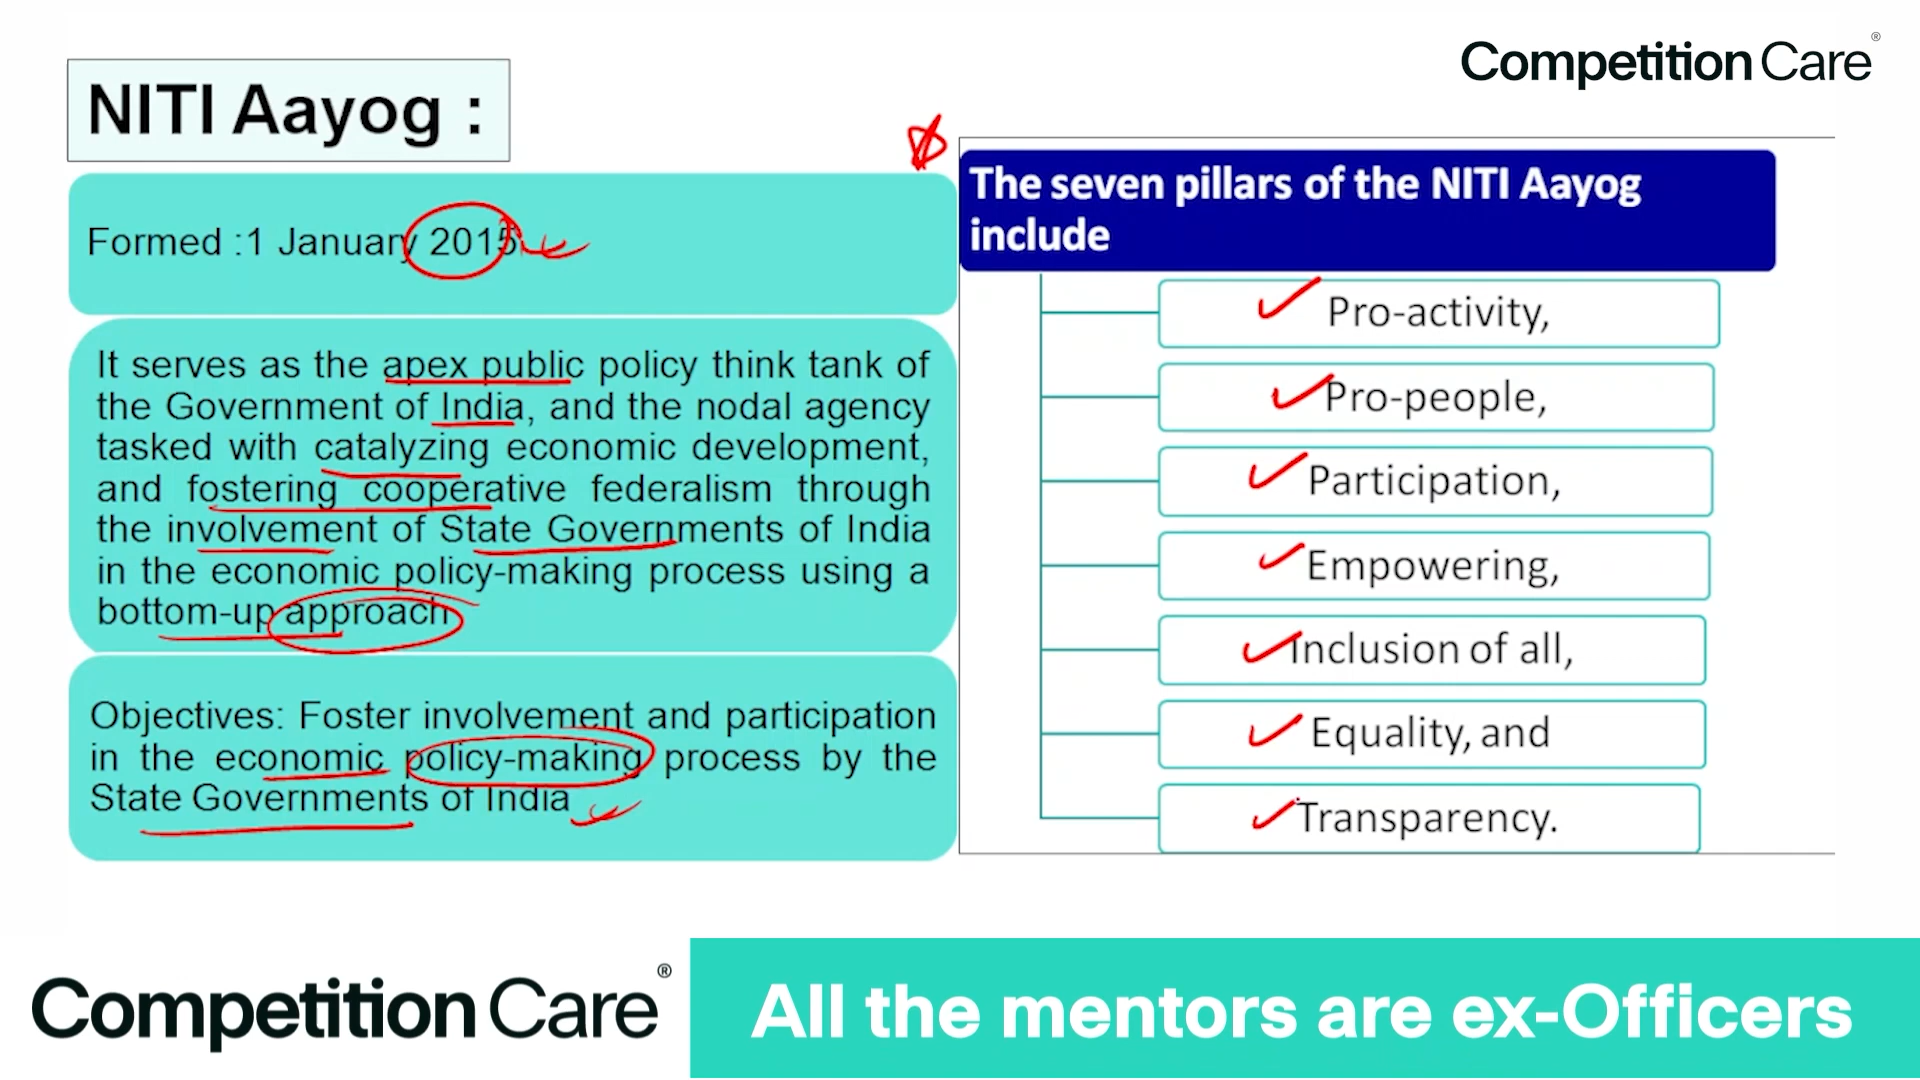 Competition Care®
NITI Aayog :
Formed :1 January 2015.
It serves as the apex public policy think tank of
the Government of India, and the nodal agency
tasked with catalyzing economic development,
and fostering cooperative federalism through
the involvement of State Governments of India
in the economic policy-making process using a
bottom-up approach
Objectives: Foster involvement and participation
in the economic policy-making process by the
State Governments of India
The seven pillars of the NITI Aayog
include
Pro-activity,
Pro-people,
Participation,
Empowering,
Inclusion of all,
Equality, and
Transparency.
Competition Care®
All the mentors are ex-Officers